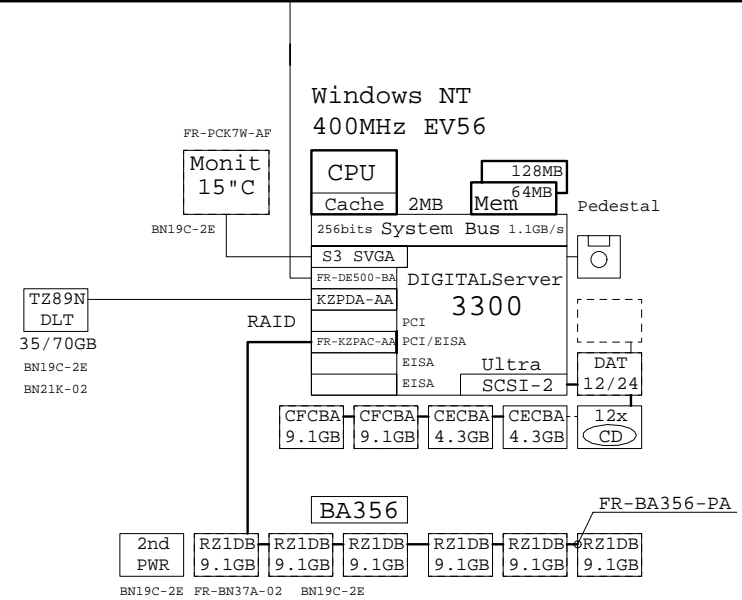 Windows NT
400MHz EV56
FR-PCK7W-AF
Monit
15"C
CPU
128MB
64MB
Cache
2MB
Mem
Pedestal
BN19C-2E
256bits System Bus 1.1GB/s
S3 SVGA
FR-DE500-BA
DIGITALServer
3300
TZ89N
DLT
KZPDA-AA
35/70GB
RAID
PCI
FR-KZPAC-AA
PCI/EISA
BN19C-2E
EISA
Ultra
DAT
BN21K-02
EISA
SCSI-2
12/24
CFCBA
9.1GB
CFCBA
9.1GB
CECBA
4.3GB
CECBA
4.3GB
12x
CD
BA356
FR-BA356-PA
2nd
PWR
RZ1DB
9.1GB
RZ1DB
9.1GB
RZ1DB
9.1GB
RZ1DB
9.1GB
RZ1DB
9.1GB
RZ1DB
9.1GB
BN19C-2E FR-BN37A-02 BN19C-2E